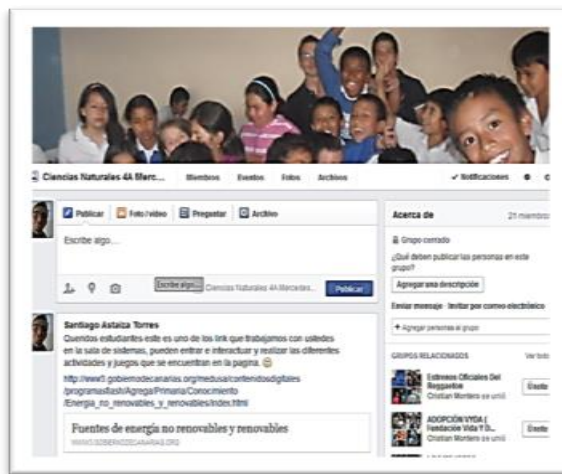 Ciencias Naturales 4A Merc... Miembros Eventos Fotos Archivos ✓ Notificaciones
Publicar Foto / vídeo Preguntar Archivo
Escribe algo...
Escribe algo... Ciencias Naturales 4A Mercedes... Publicar
Santiago Astaiza Torres
Queridos estudiantes este es uno de los link que trabajamos con ustedes
en la sala de sistemas, pueden entrar e interactuar y realizar las diferentes
actividades y juegos que se encuentran en la pagina.
http://www3.gobiernodecanarias.org/medusa/contenidosdigitales
/programasflash/Agrega/Primaria/Conocimiento
/Energia_no_renovables_y_renovables/index.html
Fuentes de energía no renovables y renovables
WWW3.GOBIERNODECANARIAS.ORG
Acerca de 21 miembros
Grupo cerrado
¿Qué deben publicar las personas en este
grupo?
Agregar una descripción
Enviar mensaje · Invitar por correo electrónico
+ Agregar personas al grupo
GRUPOS RELACIONADOS Ver todo
Estrenos Oficiales Del
Reggaeton
Cristian Montero se unió
Únete
ADOPCIÓN VYDA (
Fundación Vida Y D...
Cristian Montero se unió
Únete